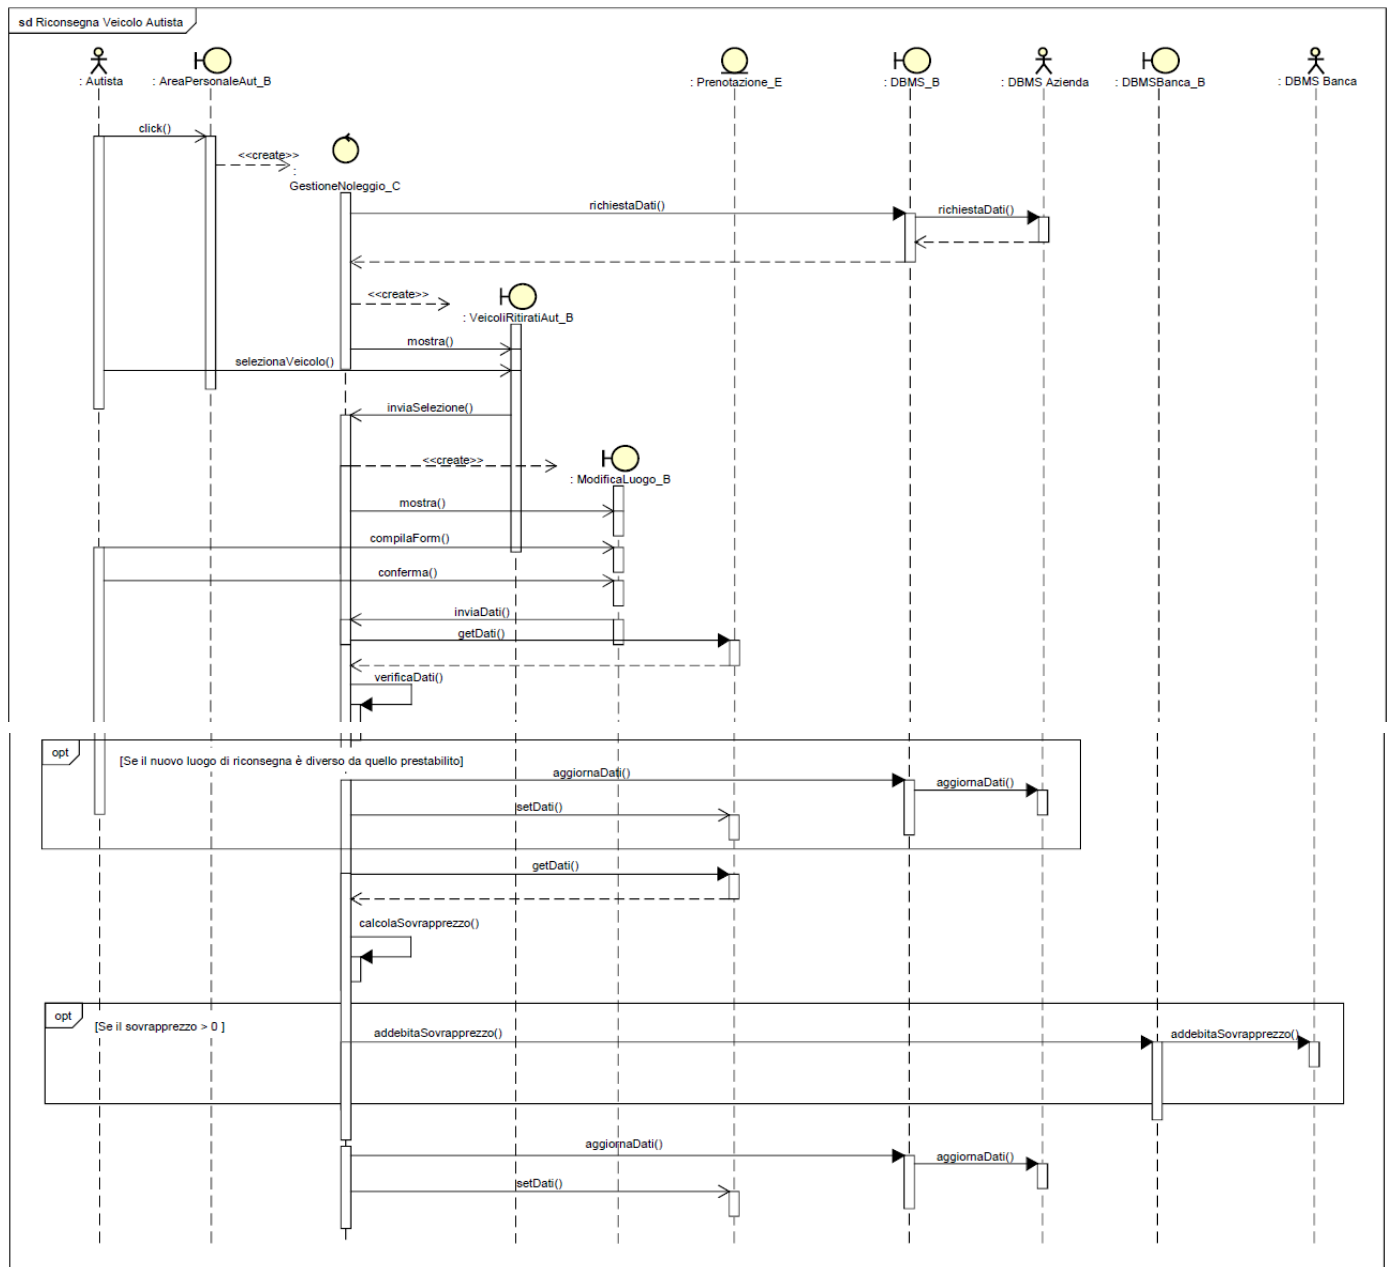 sd Riconsegna Veicolo Autista
: Autista
: AreaPersonaleAut_B
: Prenotazione_E
: DBMS_B
: DBMS Azienda
: DBMSBanca_B
: DBMS Banca
click()
<<create>>
:
GestioneNoleggio_C
richiestaDati()
richiestaDati()
<<create>>
: VeicoliRitiratiAut_B
mostra()
selezionaVeicolo()
inviaSelezione()
<<create>>
: ModificaLuogo_B
mostra()
compilaForm()
conferma()
inviaDati()
getDati()
verificaDati()
opt
[Se il nuovo luogo di riconsegna è diverso da quello prestabilito]
aggiornaDati()
aggiornaDati()
setDati()
getDati()
calcolaSovrapprezzo()
opt
[Se il sovrapprezzo > 0 ]
addebitaSovrapprezzo()
addebitaSovrapprezzo()
aggiornaDati()
aggiornaDati()
setDati()